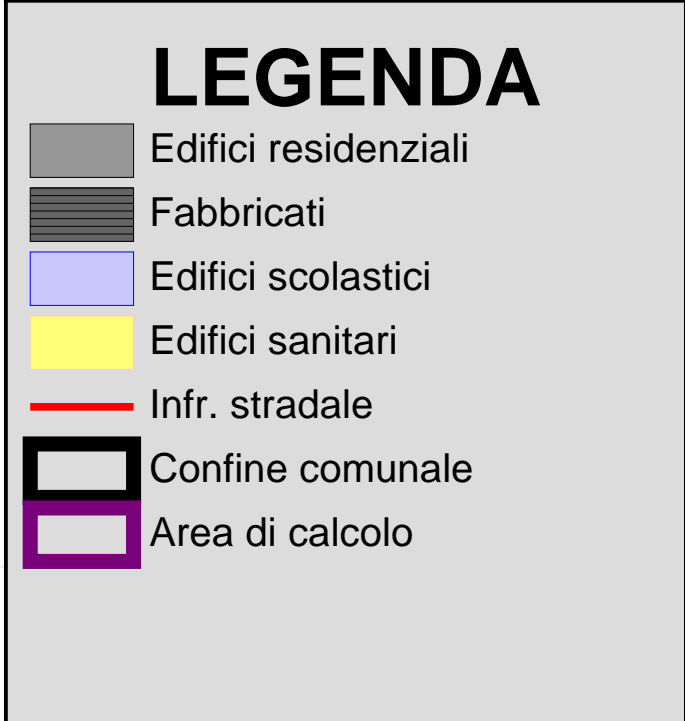 LEGENDA
Edifici residenziali
Fabbricati
Edifici scolastici
Edifici sanitari
Infr. stradale
Confine comunale
Area di calcolo